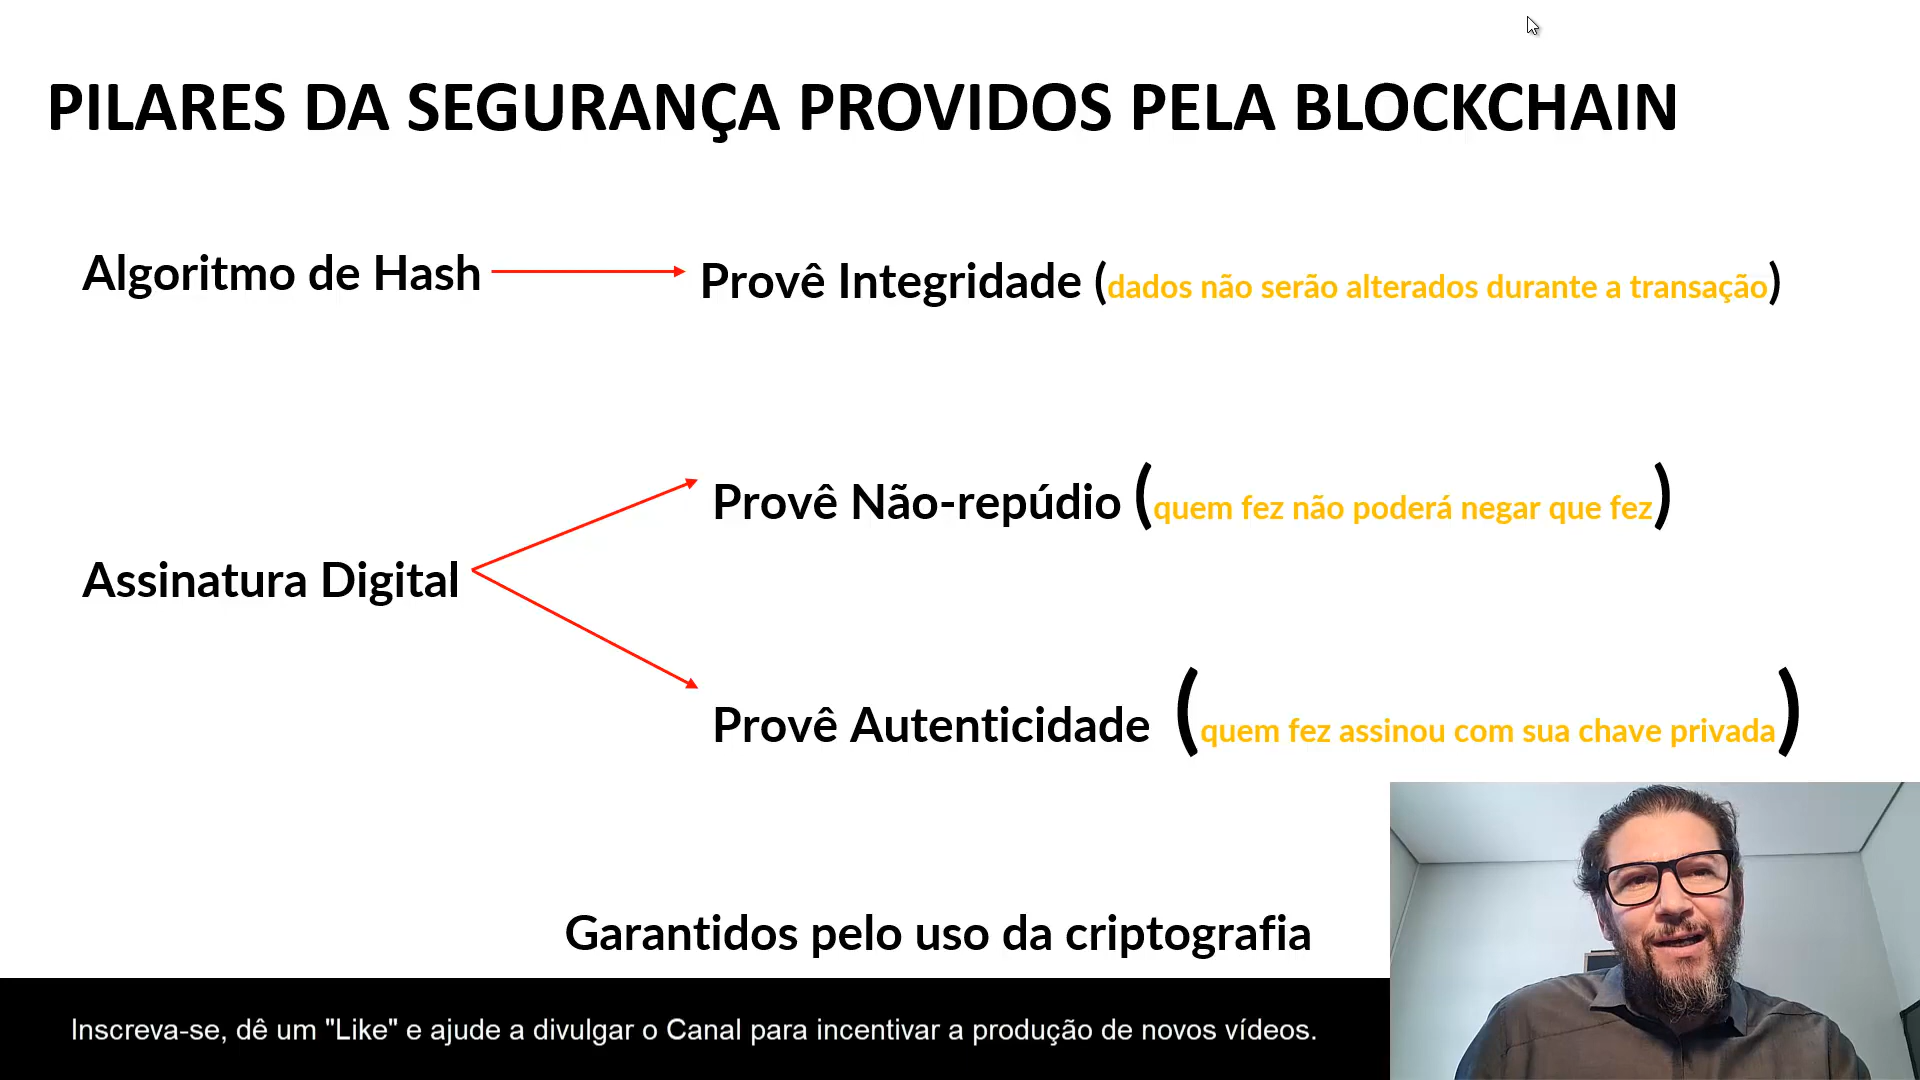 PILARES DA SEGURANÇA PROVIDOS PELA BLOCKCHAIN
Algoritmo de Hash
Provê Integridade (dados não serão alterados durante a transação)
Provê Não-repúdio (quem fez não poderá negar que fez)
Assinatura Digital
Provê Autenticidade (quem fez assinou com sua chave privada)
Garantidos pelo uso da criptografia
Inscreva-se, dê um "Like" e ajude a divulgar o Canal para incentivar a produção de novos vídeos.